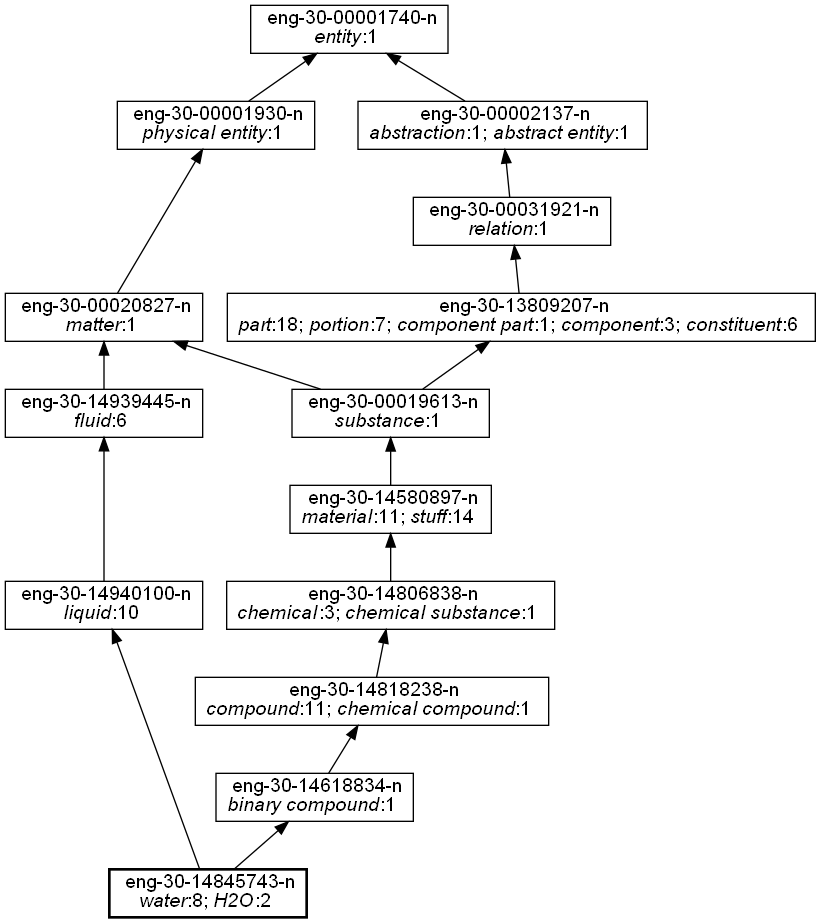 eng-30-00001740-n
entity:1
eng-30-00001930-n
physical entity:1
eng-30-00002137-n
abstraction:1; abstract entity:1
eng-30-00031921-n
relation:1
eng-30-00020827-n
matter:1
eng-30-13809207-n
part:18; portion:7; component part:1; component:3; constituent:6
eng-30-14939445-n
fluid:6
eng-30-00019613-n
substance:1
eng-30-14580897-n
material:11; stuff:14
eng-30-14940100-n
liquid:10
eng-30-14806838-n
chemical:3; chemical substance:1
eng-30-14818238-n
compound:11; chemical compound:1
eng-30-14618834-n
binary compound:1
eng-30-14845743-n
water:8; H2O:2